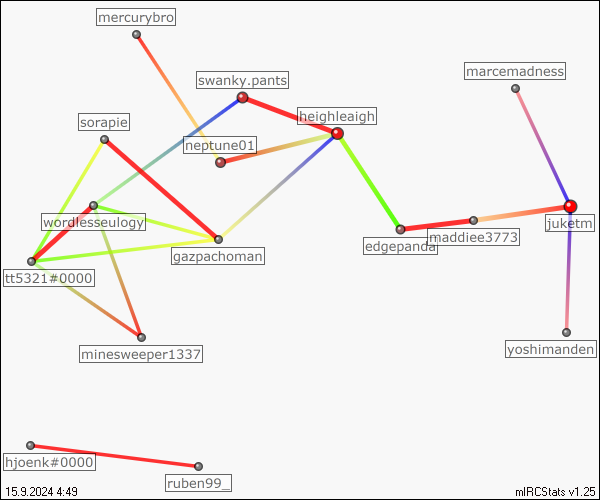 mercurybro
swanky.pants
marcemadness
heighleaigh
sorapie
neptune01
wordlesseulogy
juketm
edgepanda
maddiee3773
gazpachoman
tt5321#0000
minesweeper1337
yoshimanden
hjoenk#0000
ruben99_
15.9.2024 4:49
mIRCStats v1.25